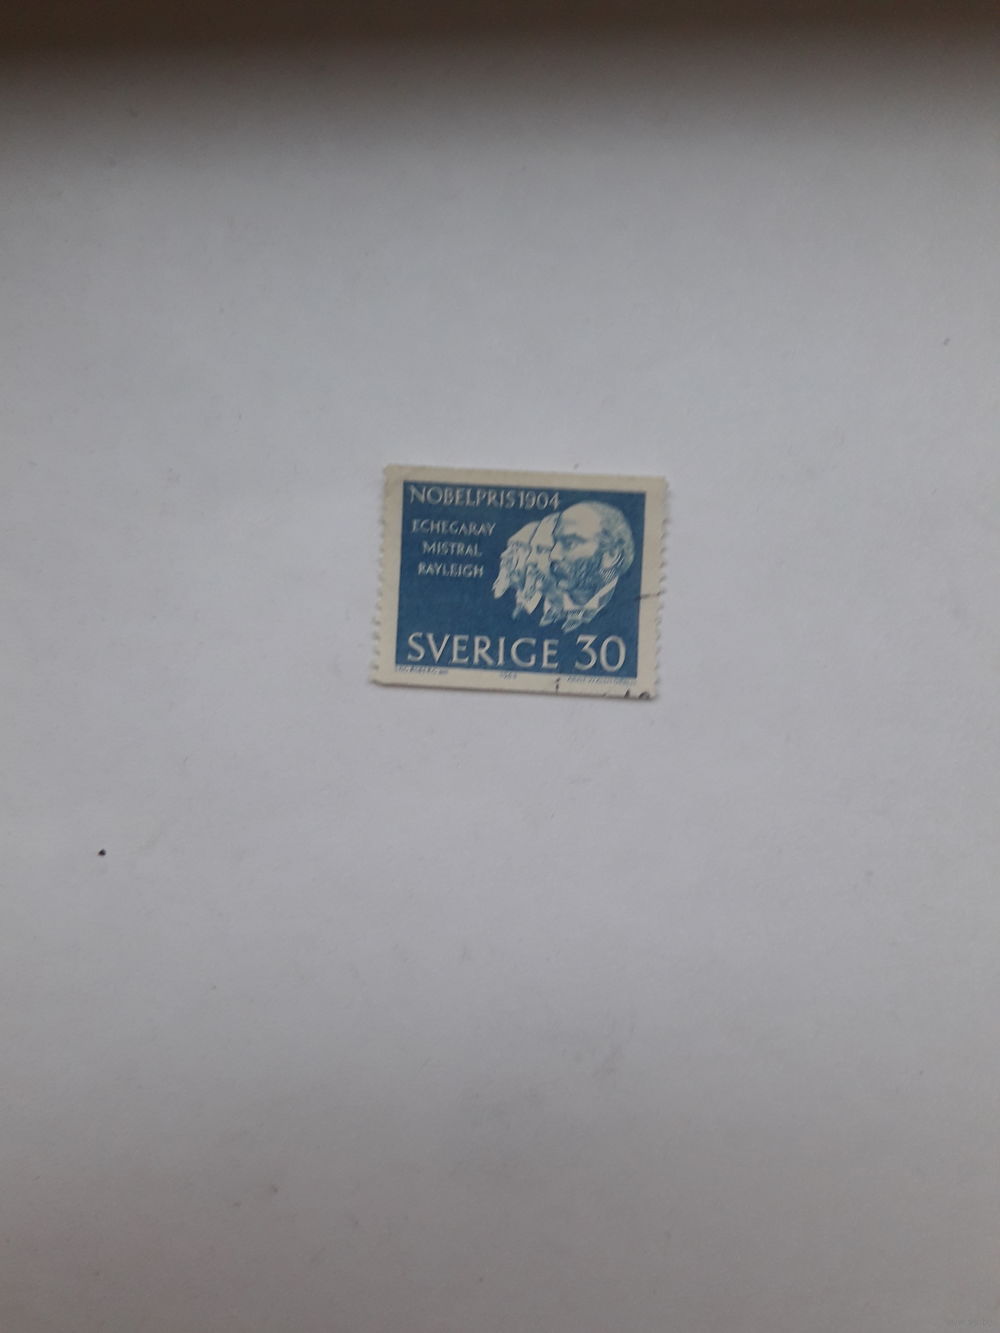 NOBELPRIS 1904
ECHEGARAY
MISTRAL
RAYLEIGH
SVERIGE 30